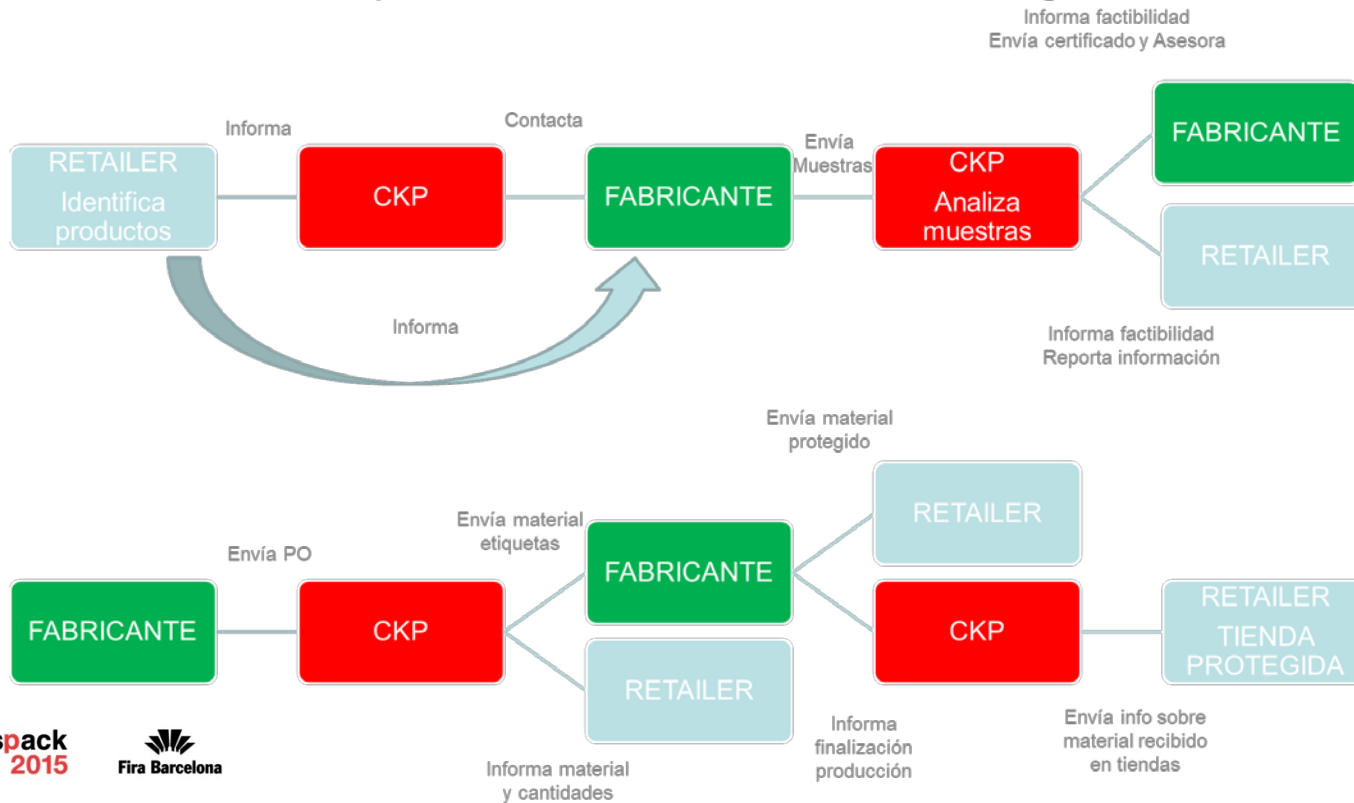 Informa factibilidad
Envía certificado y Asesora
Informa
Contacta
Envía
Muestras
RETAILER
Identifica
productos
CKP
FABRICANTE
CKP
Analiza
muestras
FABRICANTE
RETAILER
Informa
Informa factibilidad
Reporta información
Envía material
protegido
Envía PO
Envía material
etiquetas
FABRICANTE
CKP
FABRICANTE
RETAILER
RETAILER
CKP
RETAILER
TIENDA
PROTEGIDA
Informa material
y cantidades
Informa
finalización
producción
Envía info sobre
material recibido
en tiendas
spack
2015
Fira Barcelona